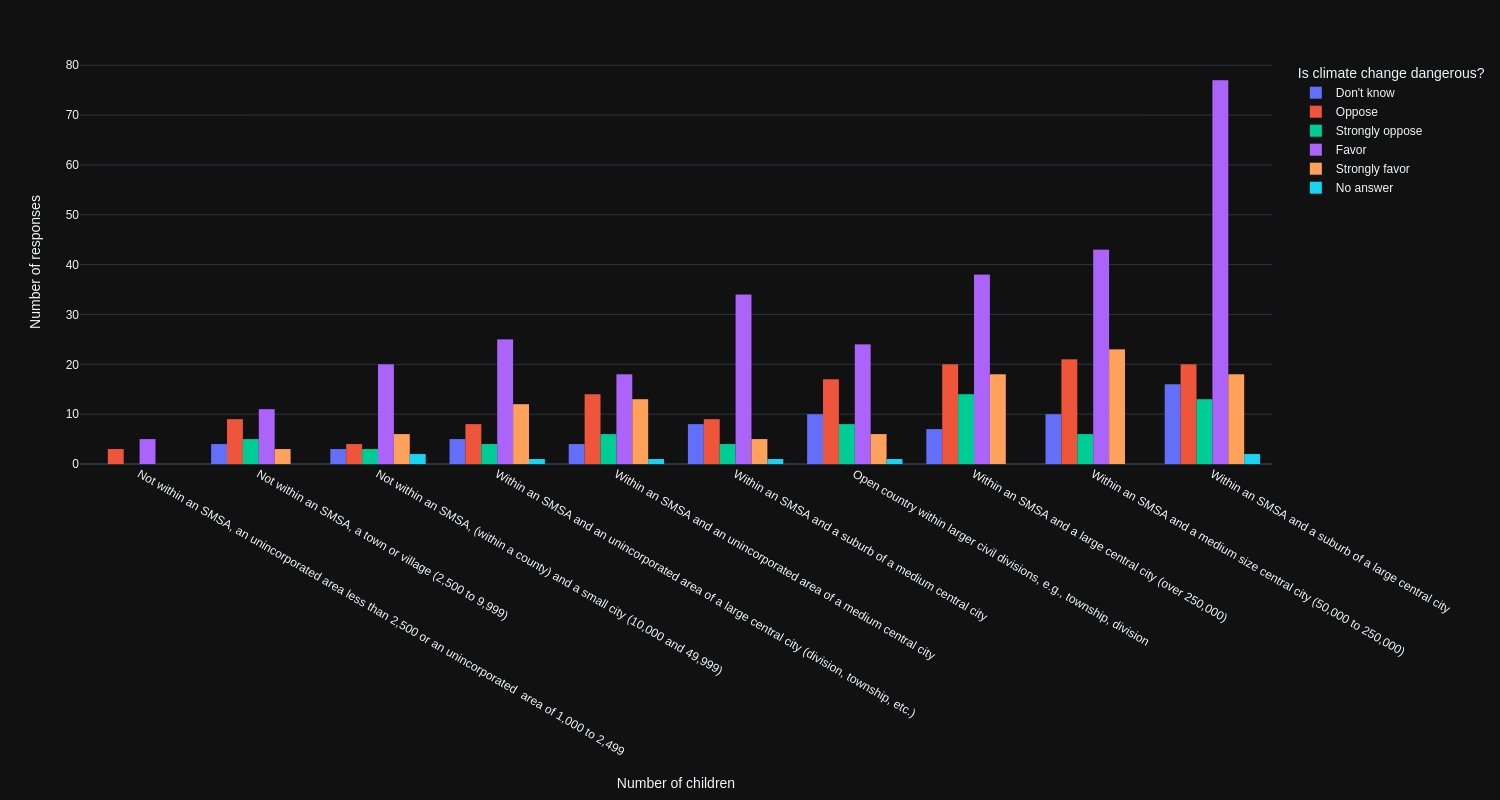 80
70
60
50
40
30
20
10
0
Number of responses
Is climate change dangerous?
Don't know
Oppose
Strongly oppose
Favor
Strongly favor
No answer
Not within an SMSA, an unincorporated area less than 2,500 or an unincorporated  area of 1,000 to 2,499
Not within an SMSA, a town or village (2,500 to 9,999)
Not within an SMSA, (within a county) and a small city (10,000 and 49,999)
Within an SMSA and an unincorporated area of a large central city (division, township, etc.)
Within an SMSA and an unincorporated area of a medium central city
Within an SMSA and a suburb of a medium central city
Open country within larger civil divisions, e.g., township, division
Within an SMSA and a large central city (over 250,000)
Within an SMSA and a medium size central city (50,000 to 250,000)
Within an SMSA and a suburb of a large central city
Number of children